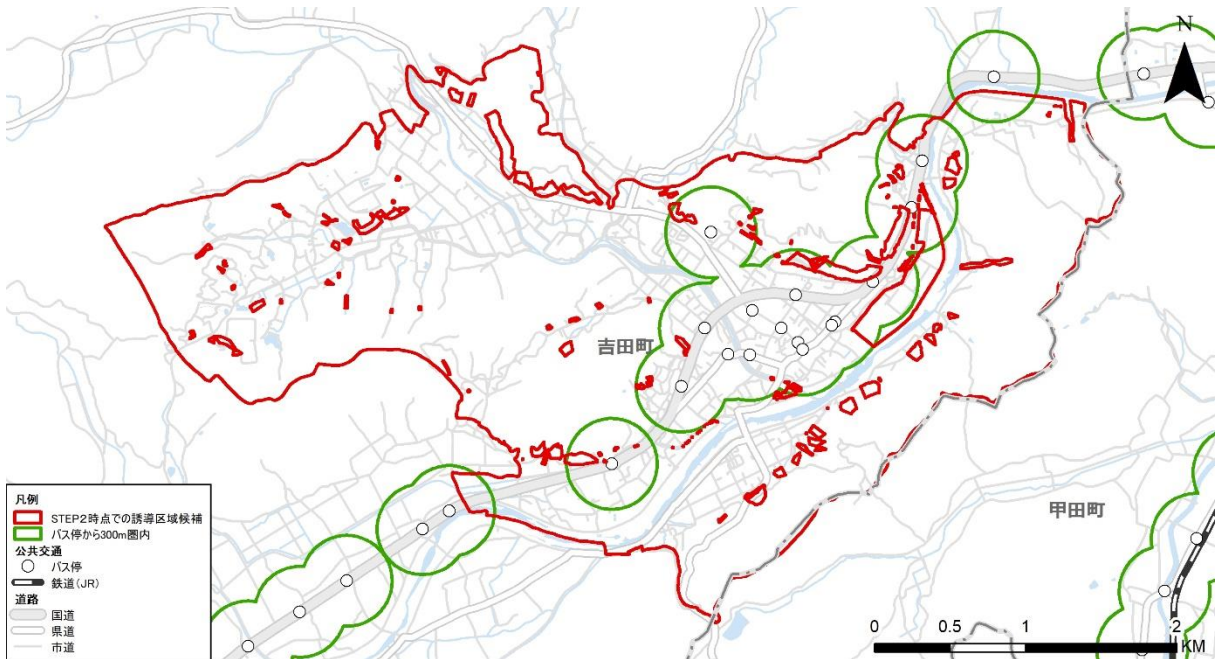 N
吉田町
甲田町
凡例
STEP2時点での誘導区域候補
バス停から300m圏内
公共交通
バス停
鉄道(JR)
道路
国道
県道
市道
0 0.5 1 2
KM